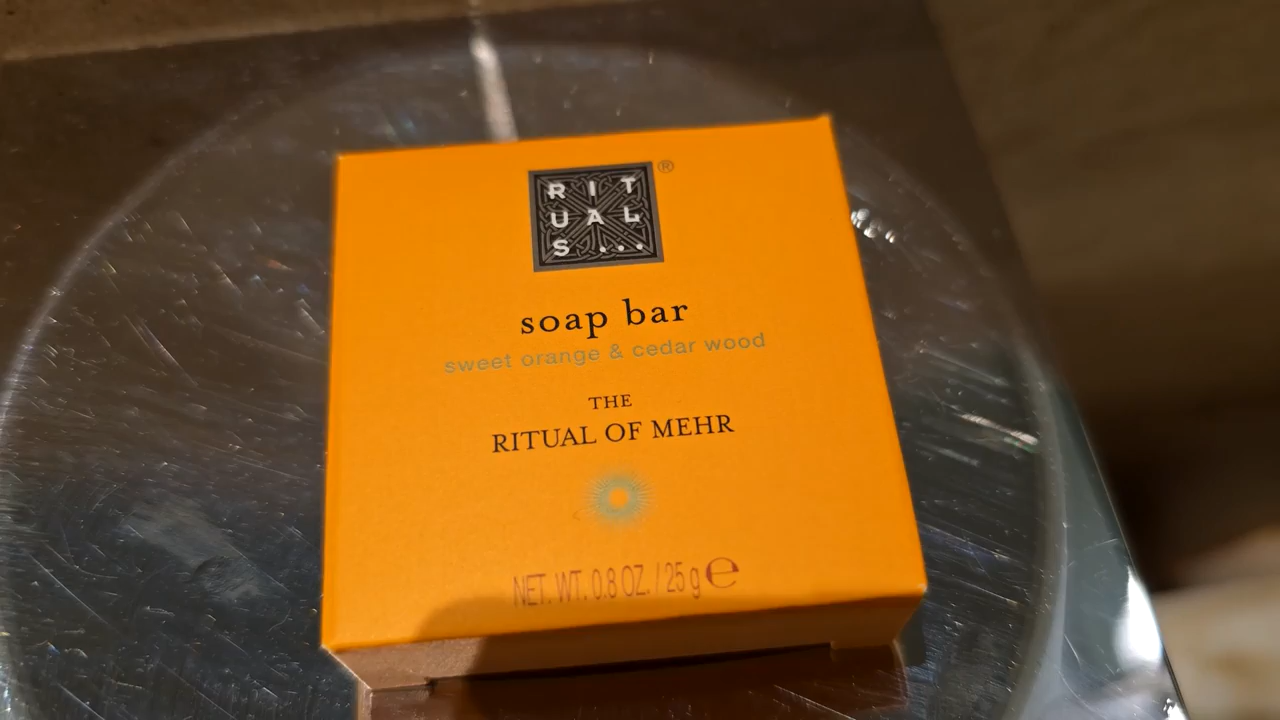 RIT
UAL
S...
®
soap bar
sweet orange & cedar wood
THE
RITUAL OF MEHR
NET. WT. 0.8 OZ. / 25 g ℮